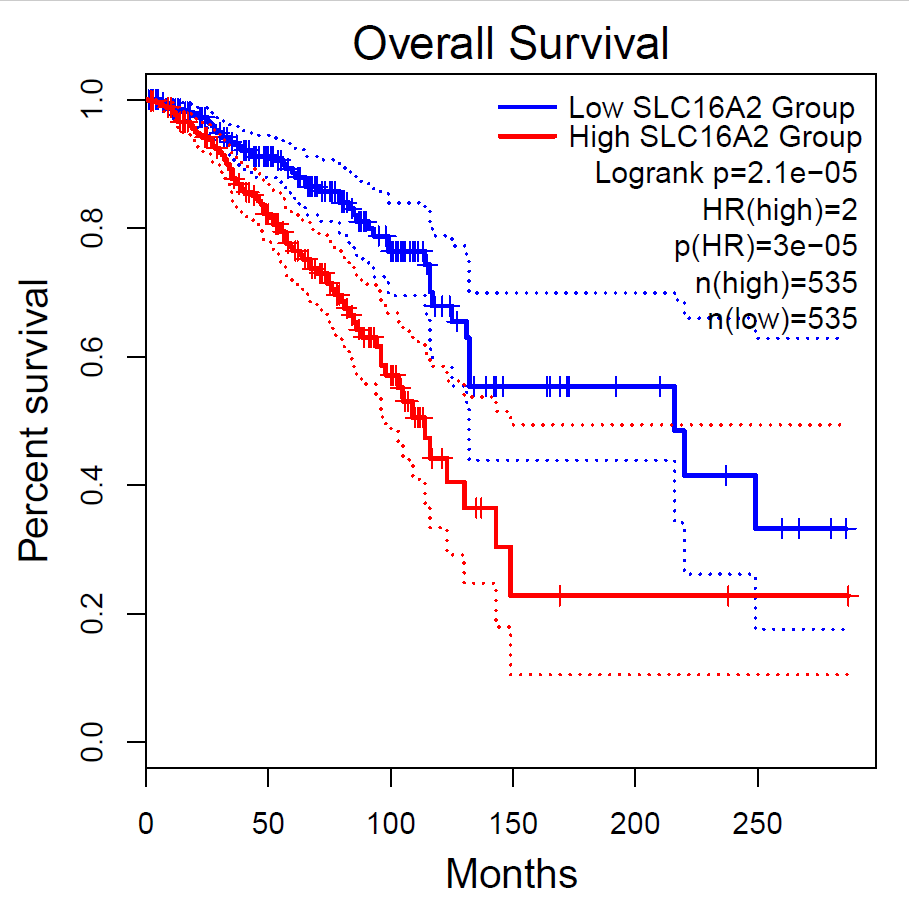 Overall Survival
Low SLC16A2 Group
High SLC16A2 Group
Logrank p=2.1e−05
HR(high)=2
p(HR)=3e−05
n(high)=535
n(low)=535
Percent survival
1.0
0.8
0.6
0.4
0.2
0.0
0 50 100 150 200 250
Months